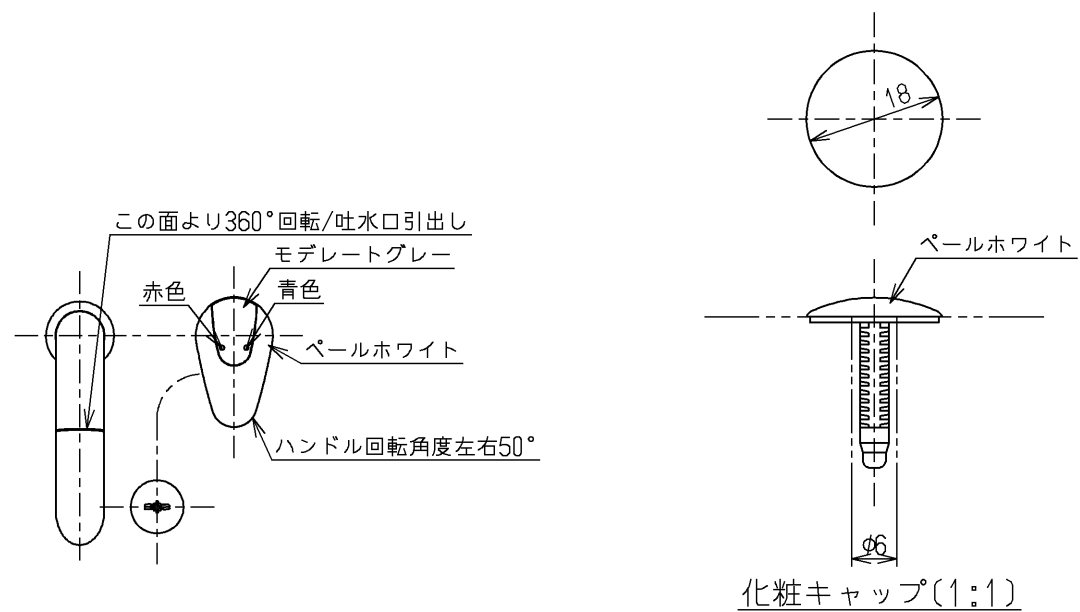 18
この面より360°回転/吐水口引出し
モデレートグレー
赤色
青色
ペールホワイト
ハンドル回転角度左右50°
ペールホワイト
φ6
化粧キャップ(1:1)